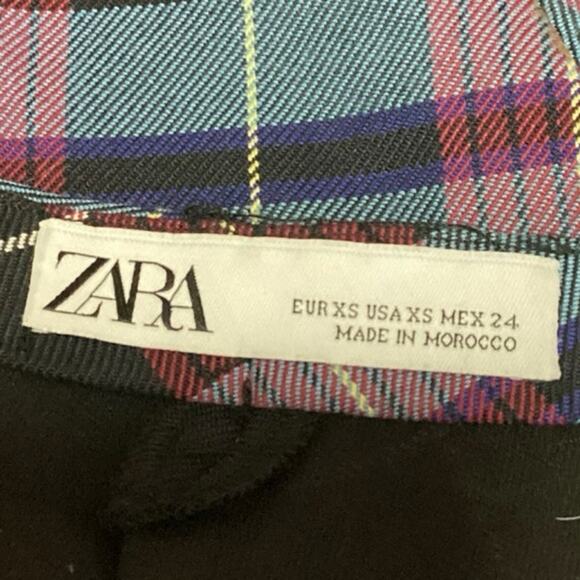 ZARA
EUR XS USA XS MEX 24
MADE IN MOROCCO